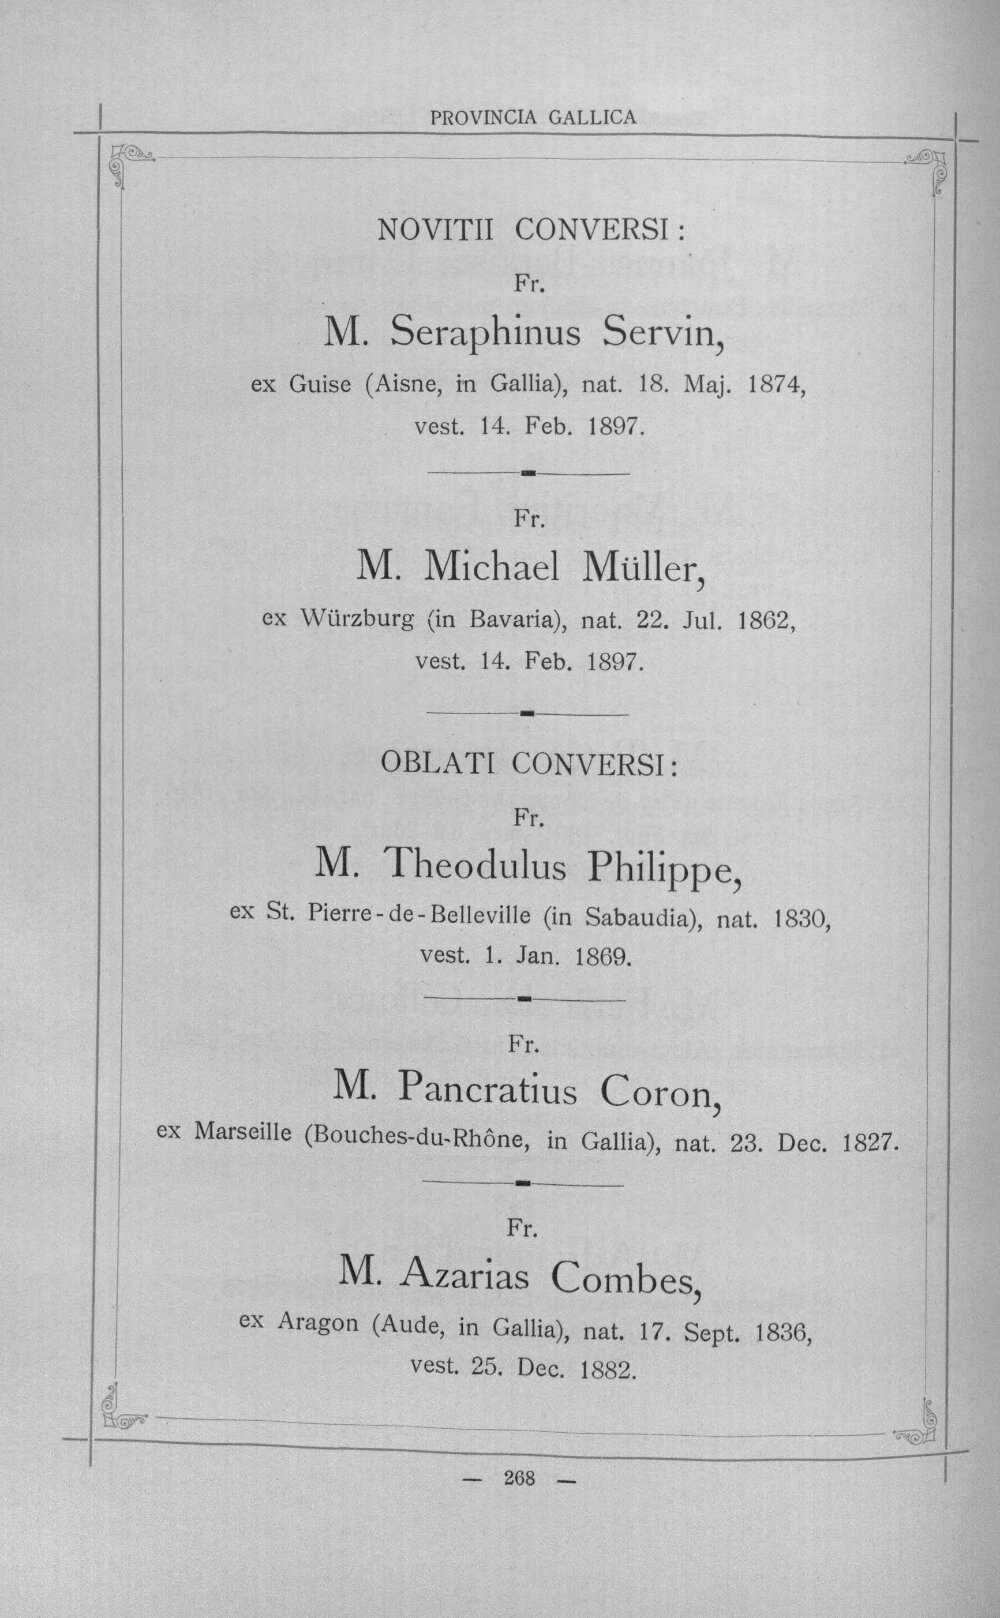 PROVINCIA GALLICA
NOVITII CONVERSI:
Fr.
M. Seraphinus Servin,
ex Guise (Aisne, in Gallia), nat. 18. Maj. 1874,
vest. 14. Feb. 1897.
Fr.
M. Michael Müller,
ex Würzburg (in Bavaria), nat. 22. Jul. 1862,
vest. 14. Feb. 1897.
OBLATI CONVERSI:
Fr.
M. Theodulus Philippe,
ex St. Pierre-de-Belleville (in Sabaudia), nat. 1830,
vest. 1. Jan. 1869.
Fr.
M. Pancratius Coron,
ex Marseille (Bouches-du-Rhône, in Gallia), nat. 23. Dec. 1827.
Fr.
M. Azarias Combes,
ex Aragon (Aude, in Gallia), nat. 17. Sept. 1836,
vest. 25. Dec. 1882.
— 268 —